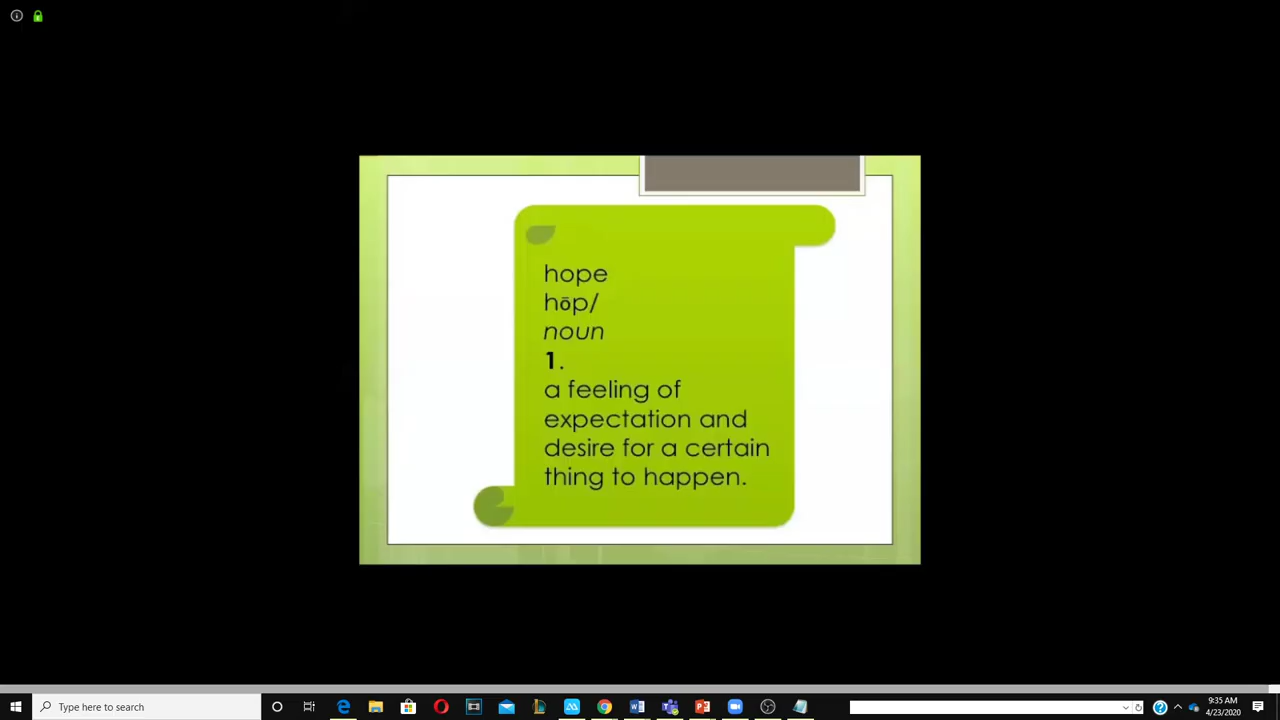 hope
hōp/
noun
1.
a feeling of
expectation and
desire for a certain
thing to happen.
Type here to search
9:35 AM
4/23/2020